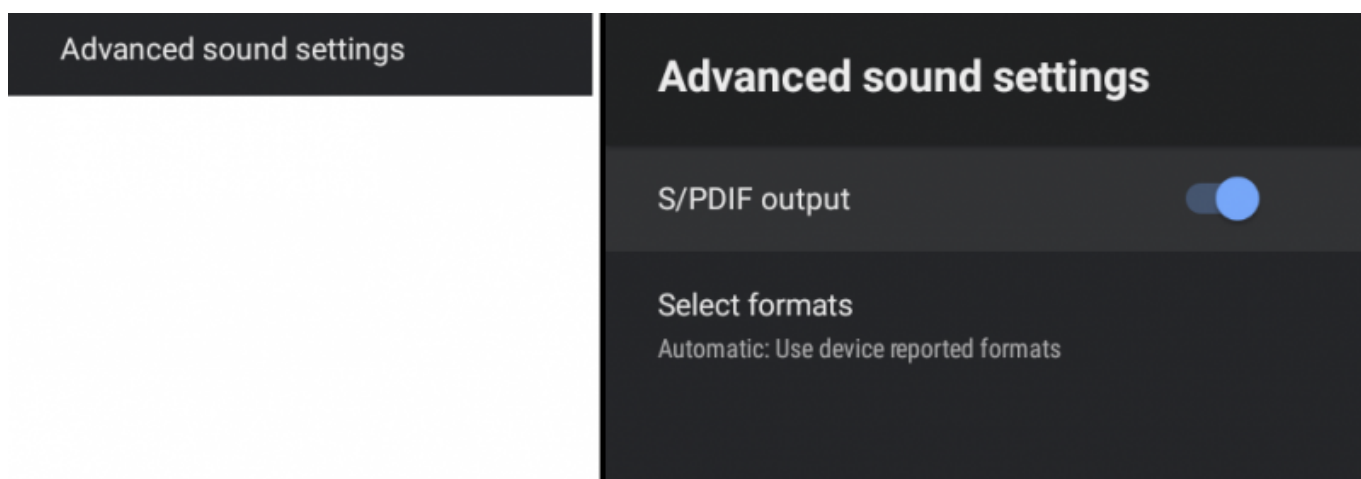 Advanced sound settings
Advanced sound settings
S/PDIF output
Select formats
Automatic: Use device reported formats